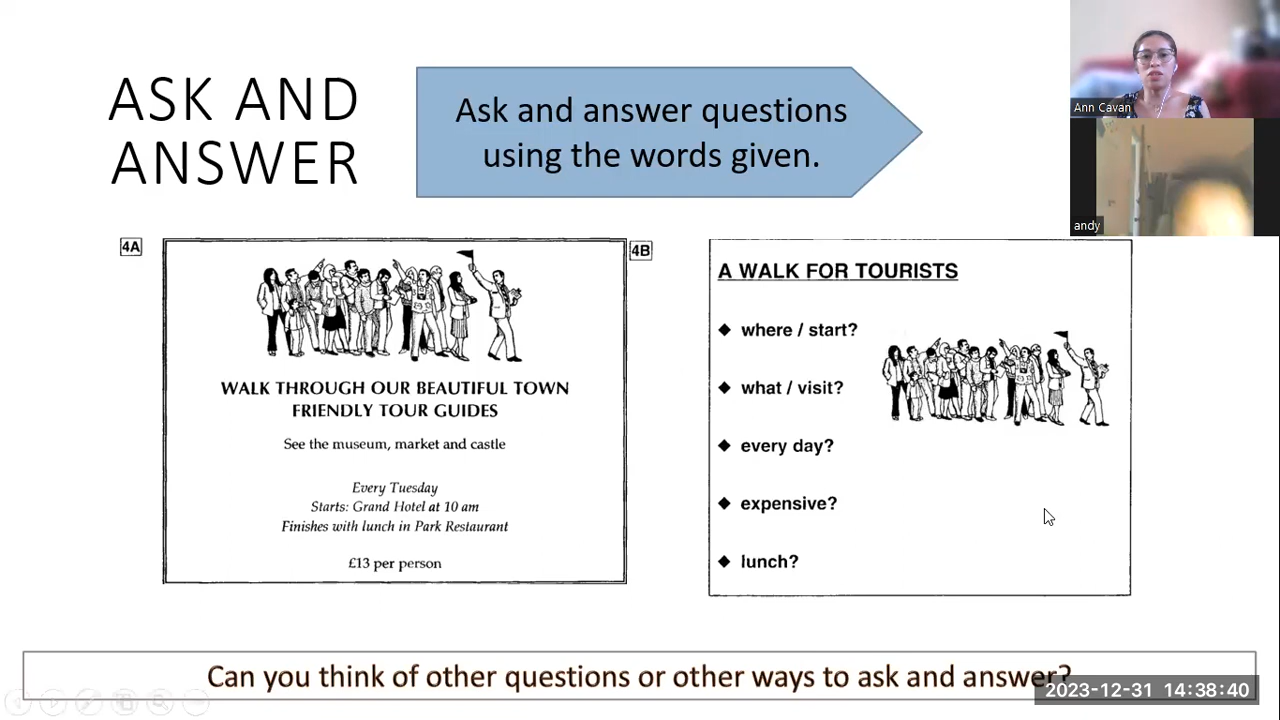 ASK AND
ANSWER
Ask and answer questions
using the words given.
Ann Cavan
andy
4A
WALK THROUGH OUR BEAUTIFUL TOWN
FRIENDLY TOUR GUIDES
See the museum, market and castle
Every Tuesday
Starts: Grand Hotel at 10 am
Finishes with lunch in Park Restaurant
£13 per person
4B
A WALK FOR TOURISTS
where / start?
what / visit?
every day?
expensive?
lunch?
Can you think of other questions or other ways to ask and answer?
2023-12-31 14:38:40